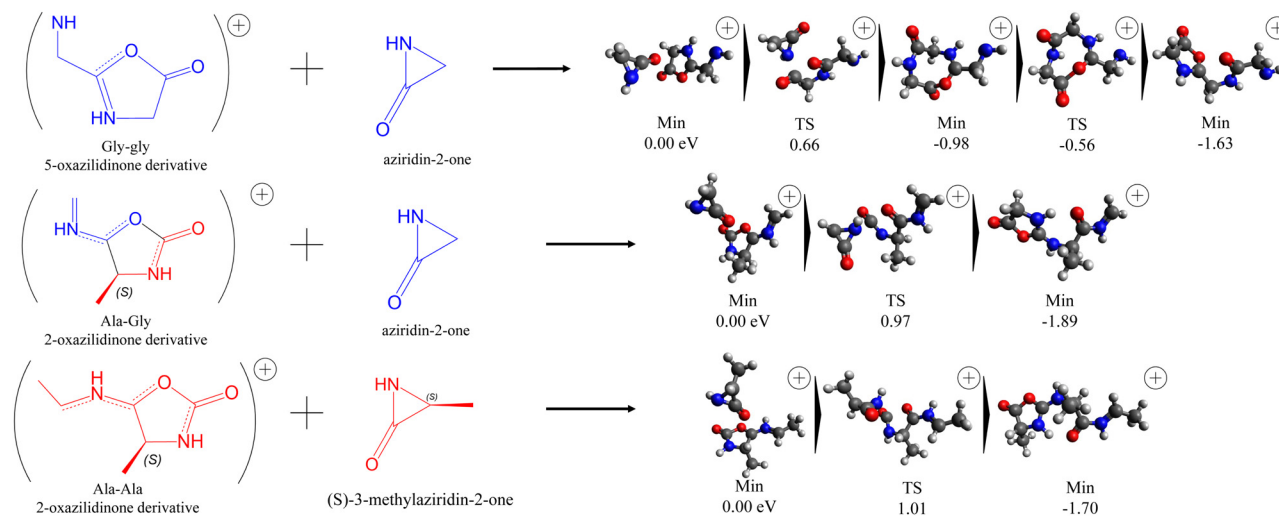 NH
O
O
HN
Gly-gly
5-oxazilidinone derivative
HN
O
aziridin-2-one
Min
0.00 eV
TS
0.66
Min
-0.98
TS
-0.56
Min
-1.63
HN
O
O
NH
(S)
Ala-Gly
2-oxazilidinone derivative
HN
O
aziridin-2-one
Min
0.00 eV
TS
0.97
Min
-1.89
H
N
O
O
NH
(S)
Ala-Ala
2-oxazilidinone derivative
HN
(S)
O
(S)-3-methylaziridin-2-one
Min
0.00 eV
TS
1.01
Min
-1.70